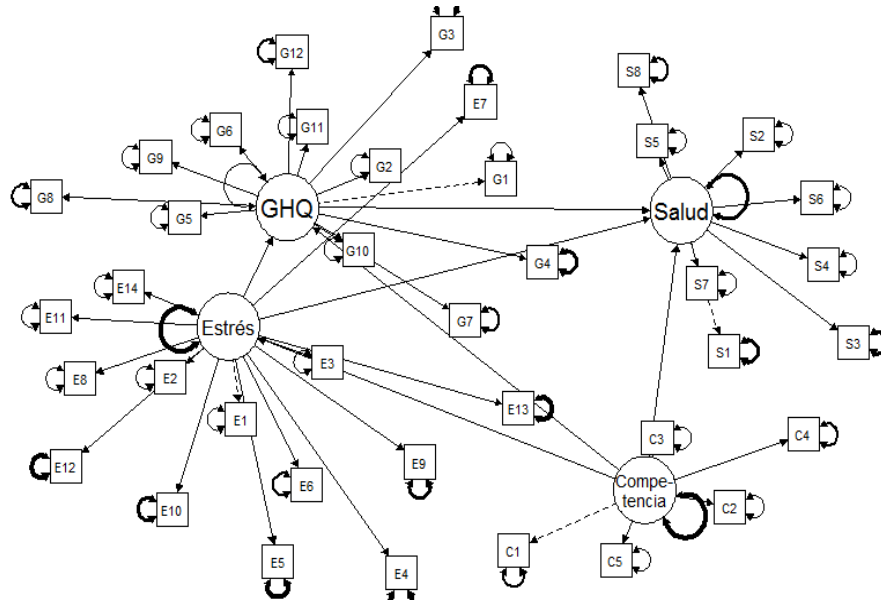 G3
G12
S8
E7
G6
G11
S5
S2
G9
G2
G1
G8
GHQ
S6
G5
Salud
G10
G4
S4
S7
E14
E11
Estrés
G7
S1
S3
E3
E8
E2
E13
E1
C3
C4
E12
E9
E6
Compe-
tencia
C2
E10
C1
E5
C5
E4